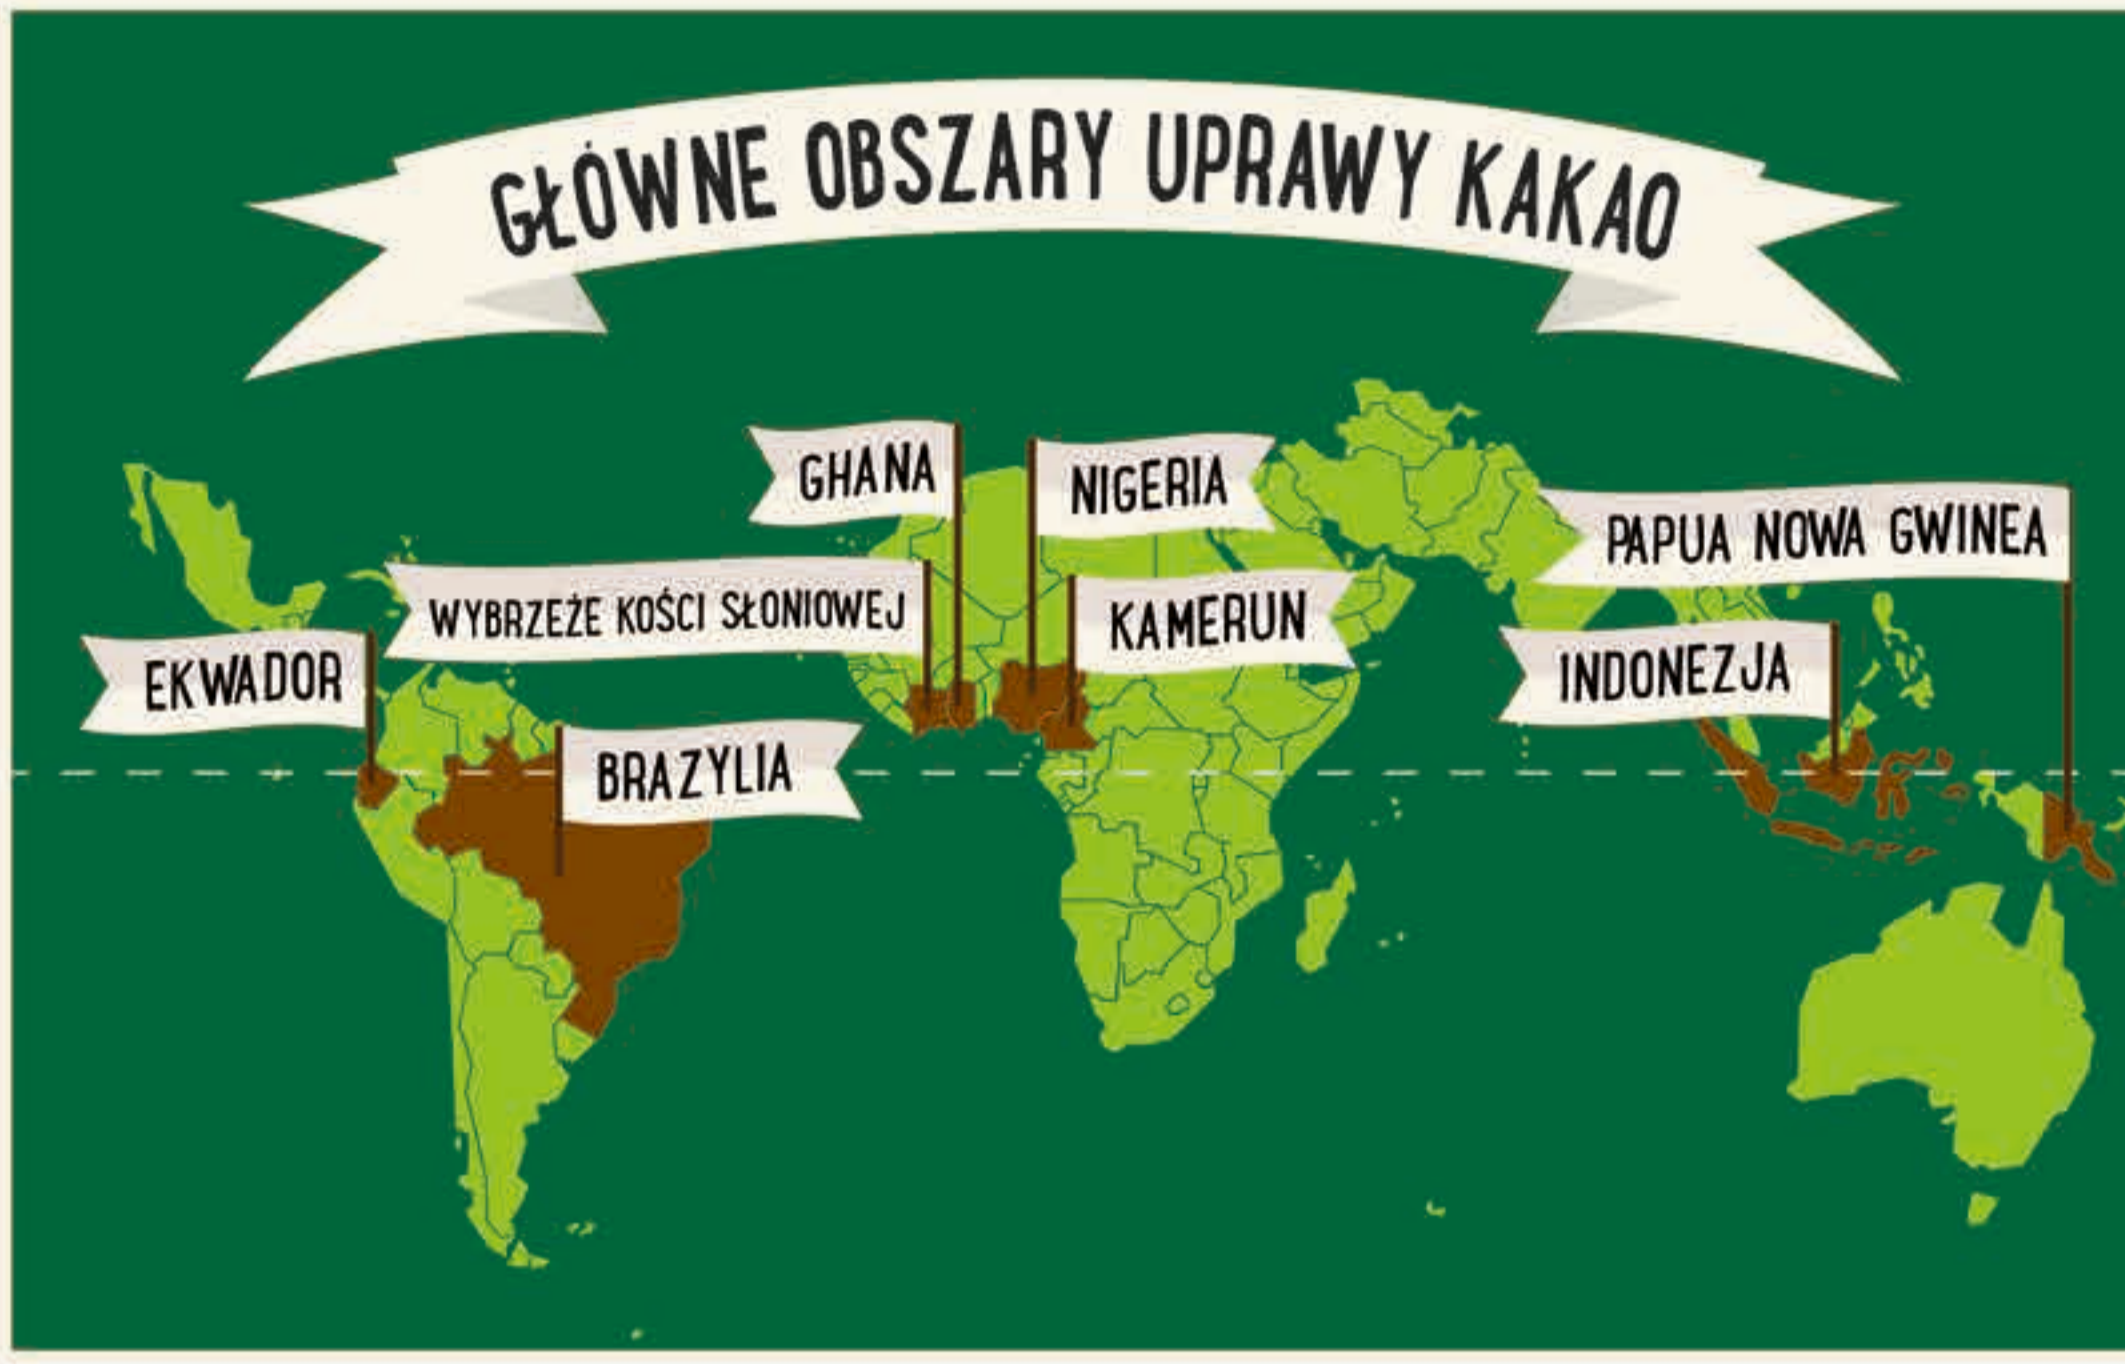 GŁÓWNE OBSZARY UPRAWY KAKAO
GHANA
NIGERIA
PAPUA NOWA GWINEA
WYBRZEŻE KOŚCI SŁONIOWEJ
KAMERUN
INDONEZJA
EKWADOR
BRAZYLIA